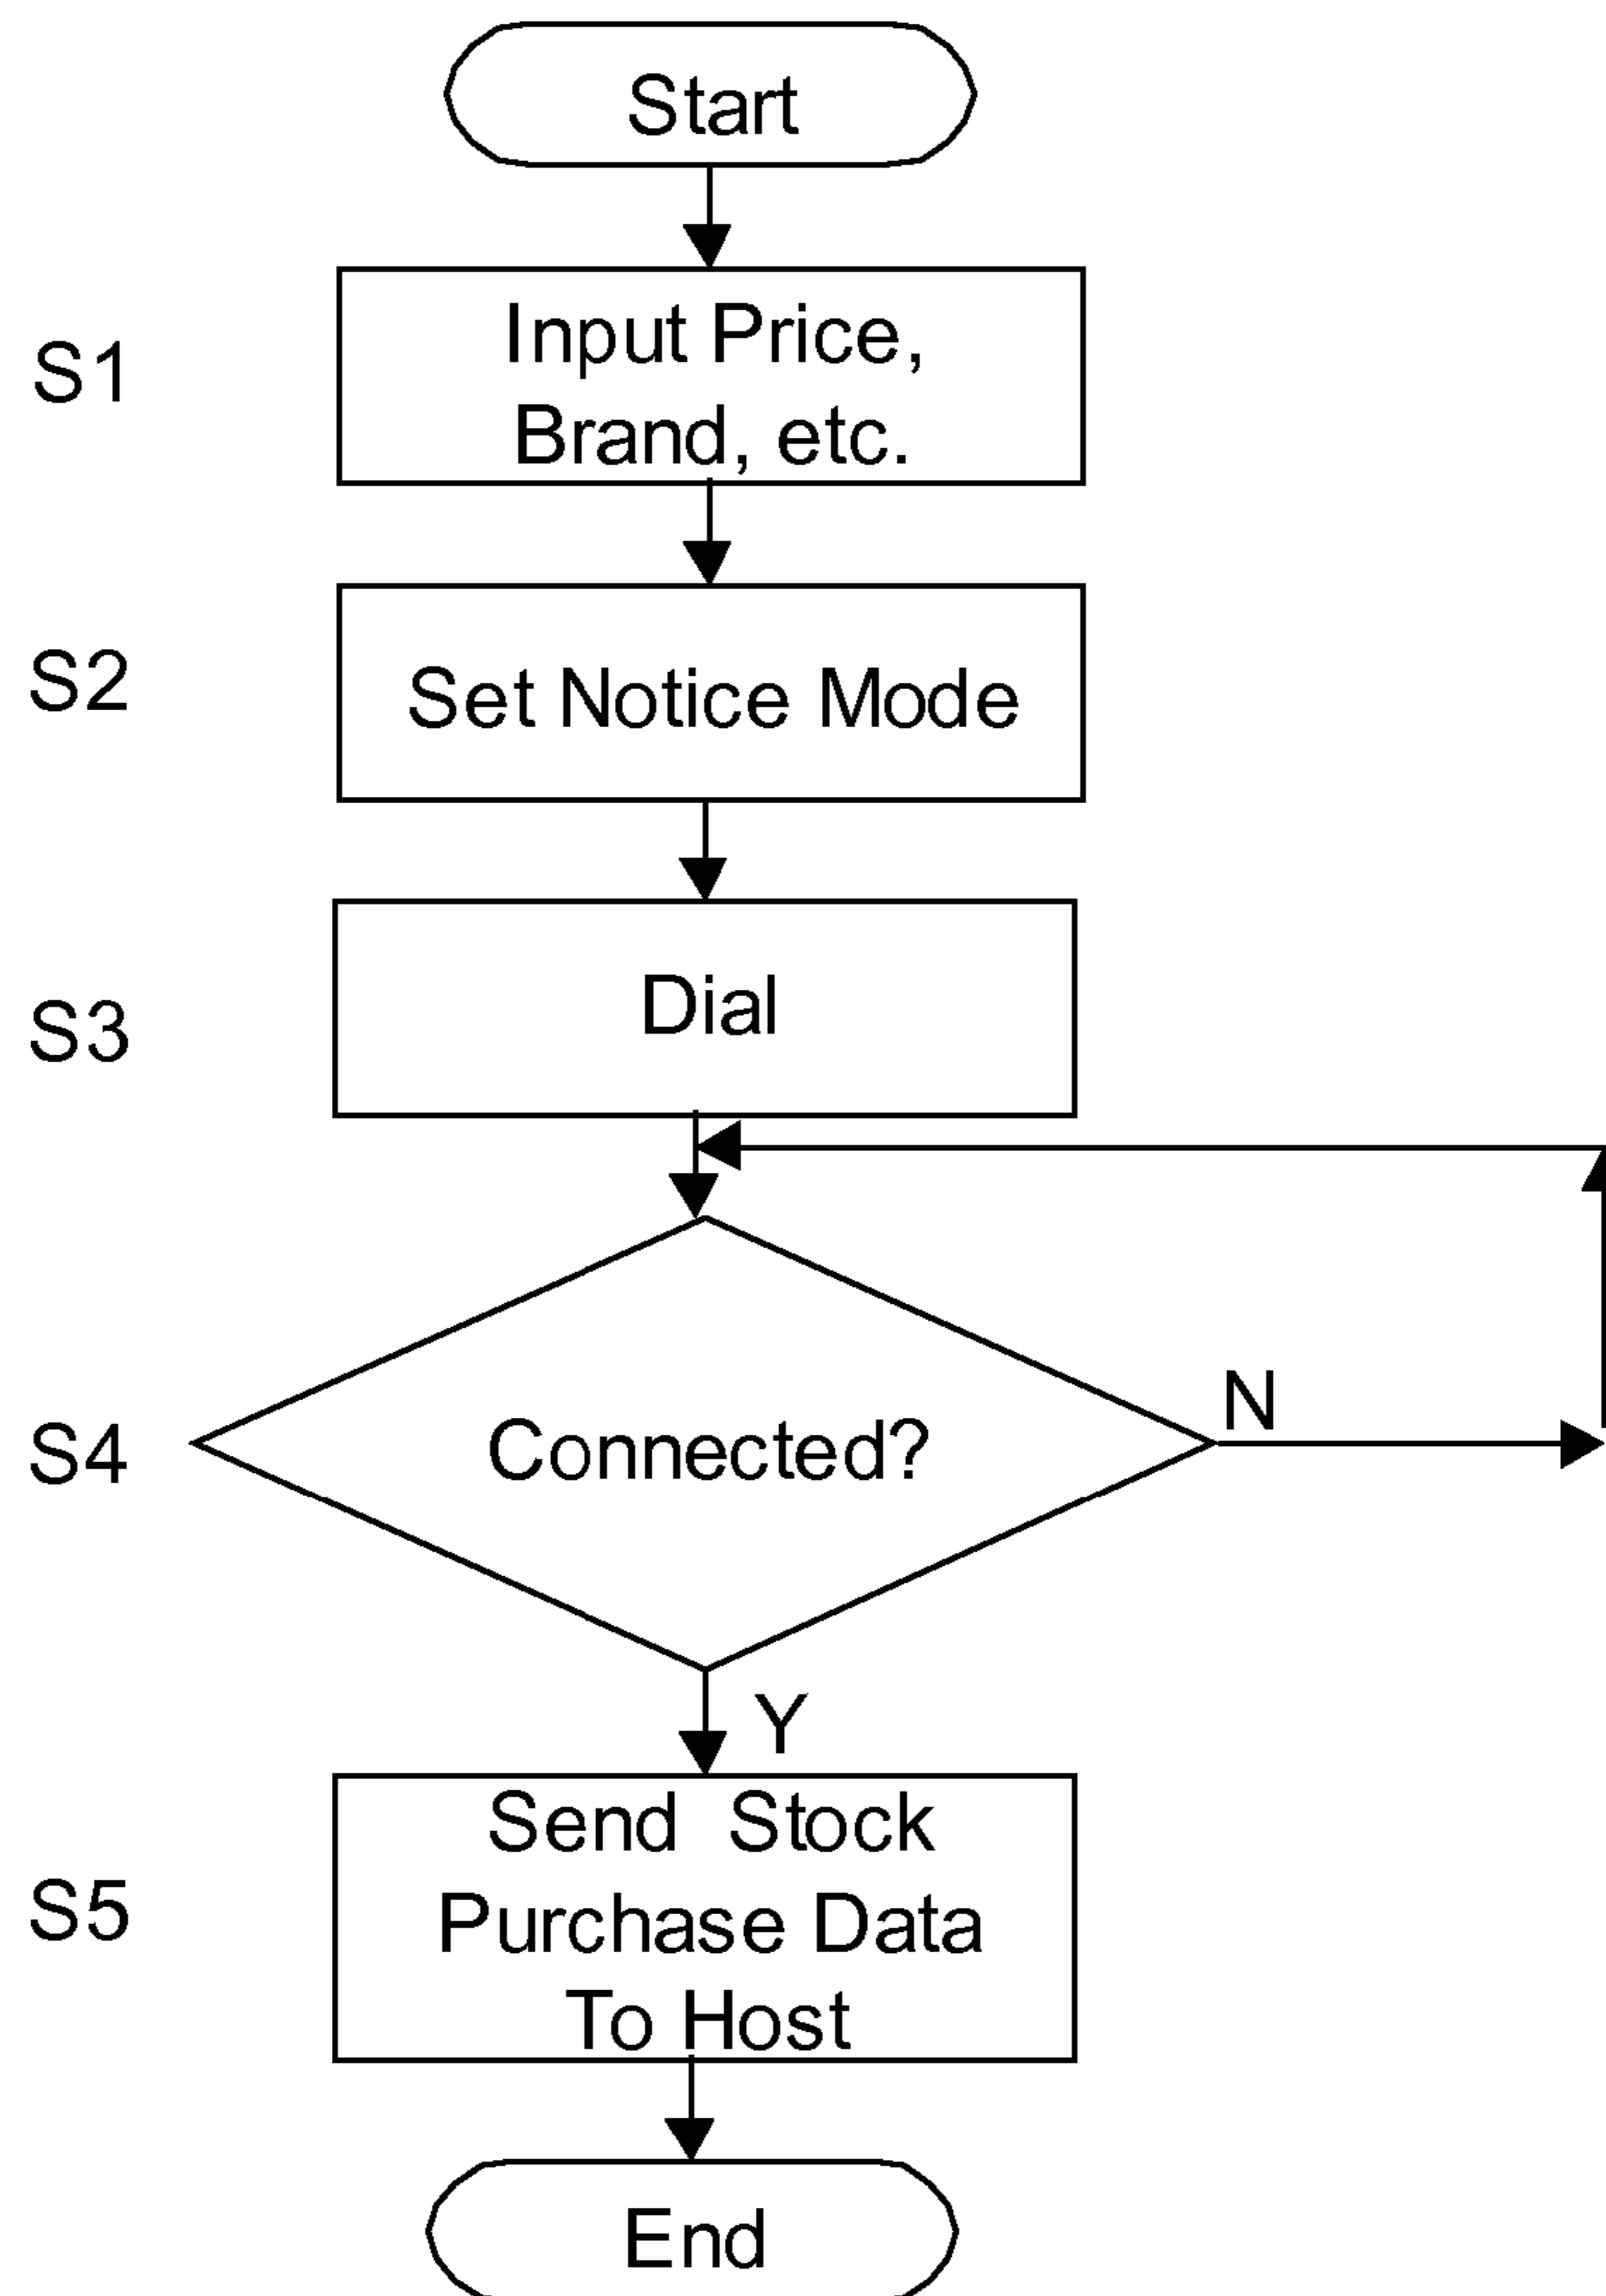 Start
S1
Input Price,
Brand, etc.
S2
Set Notice Mode
S3
Dial
S4
Connected?
N
Y
S5
Send Stock
Purchase Data
To Host
End